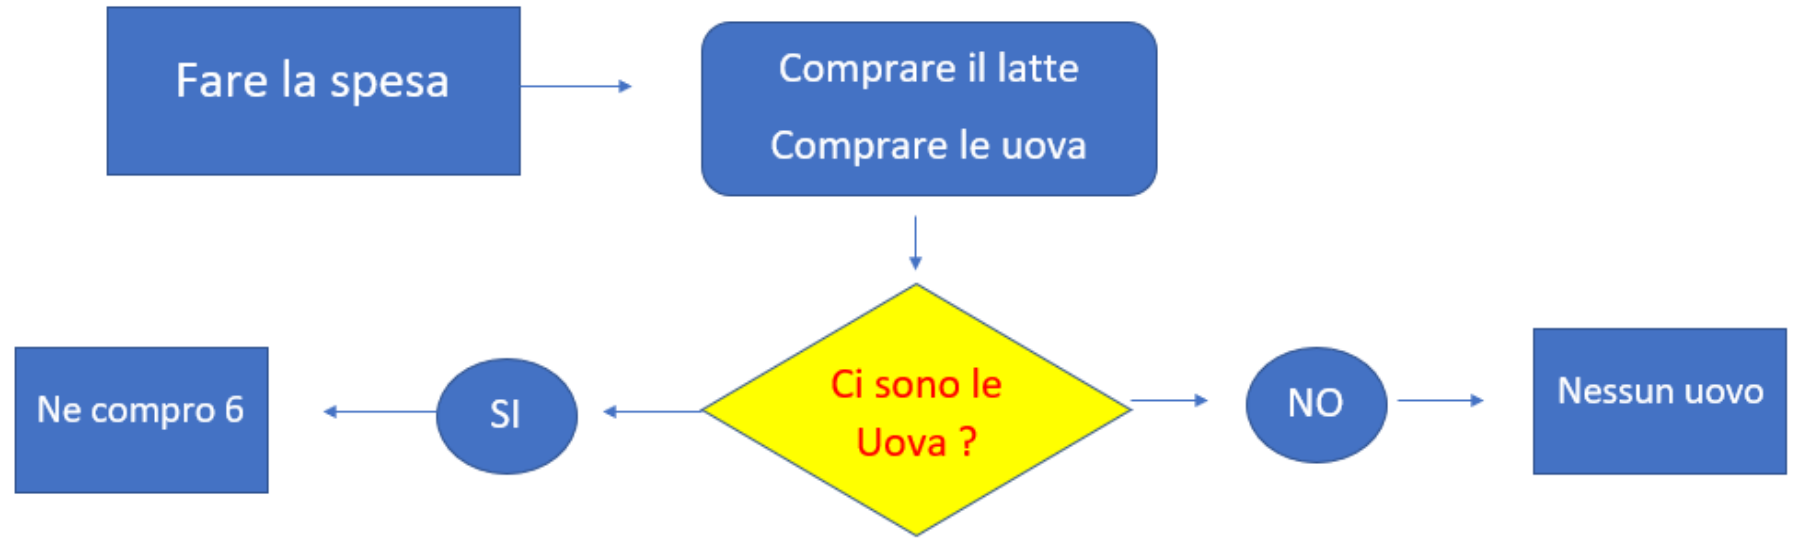 Fare la spesa
Comprare il latte
Comprare le uova
Ci sono le
Uova ?
SI
Ne compro 6
NO
Nessun uovo